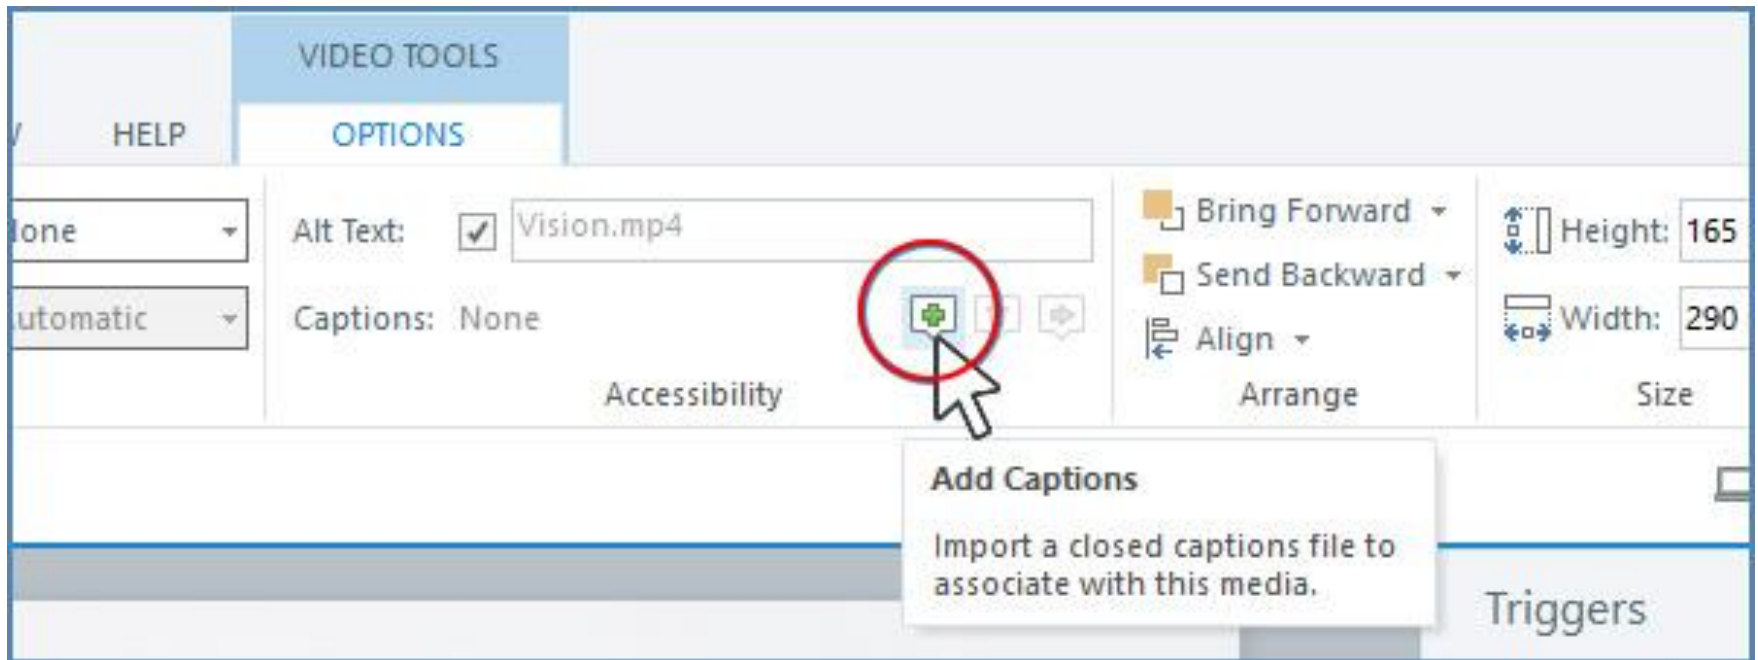 VIDEO TOOLS
HELP OPTIONS
Alt Text: Vision.mp4
Captions: None
Accessibility
Bring Forward
Send Backward
Align
Arrange
Height: 165
Width: 290
Size
Add Captions
Import a closed captions file to
associate with this media.
Triggers